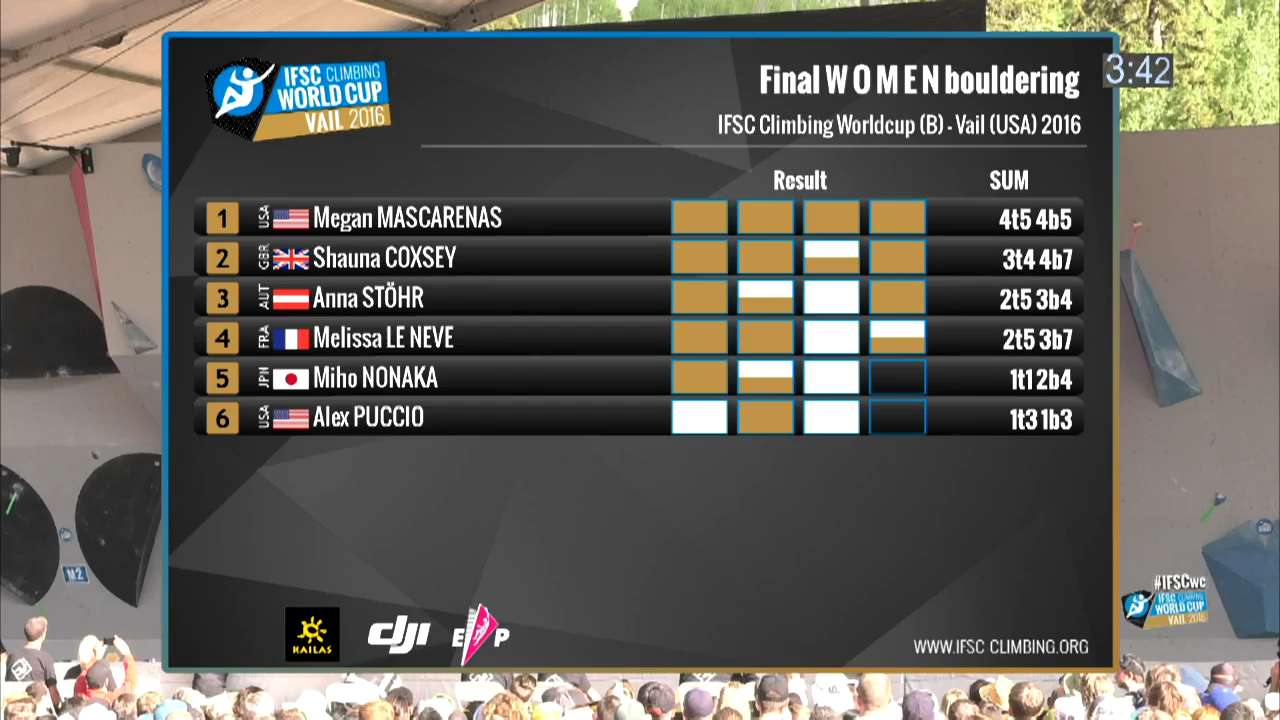 IFSC CLIMBING
WORLD CUP
VAIL 2016
Final W O M E N bouldering
3:42
IFSC Climbing Worldcup (B) - Vail (USA) 2016
Result SUM
1 USA Megan MASCARENAS 4t5 4b5
2 GBR Shauna COXSEY 3t4 4b7
3 AUT Anna STÖHR 2t5 3b4
4 FRA Melissa LE NEVE 2t5 3b7
5 JPN Miho NONAKA 1t1 2b4
6 USA Alex PUCCIO 1t3 1b3
M2
#IFSCwc
IFSC CLIMBING
WORLD CUP
VAIL 2016
HAILAS
dji
E P
WWW.IFSC CLIMBING.ORG